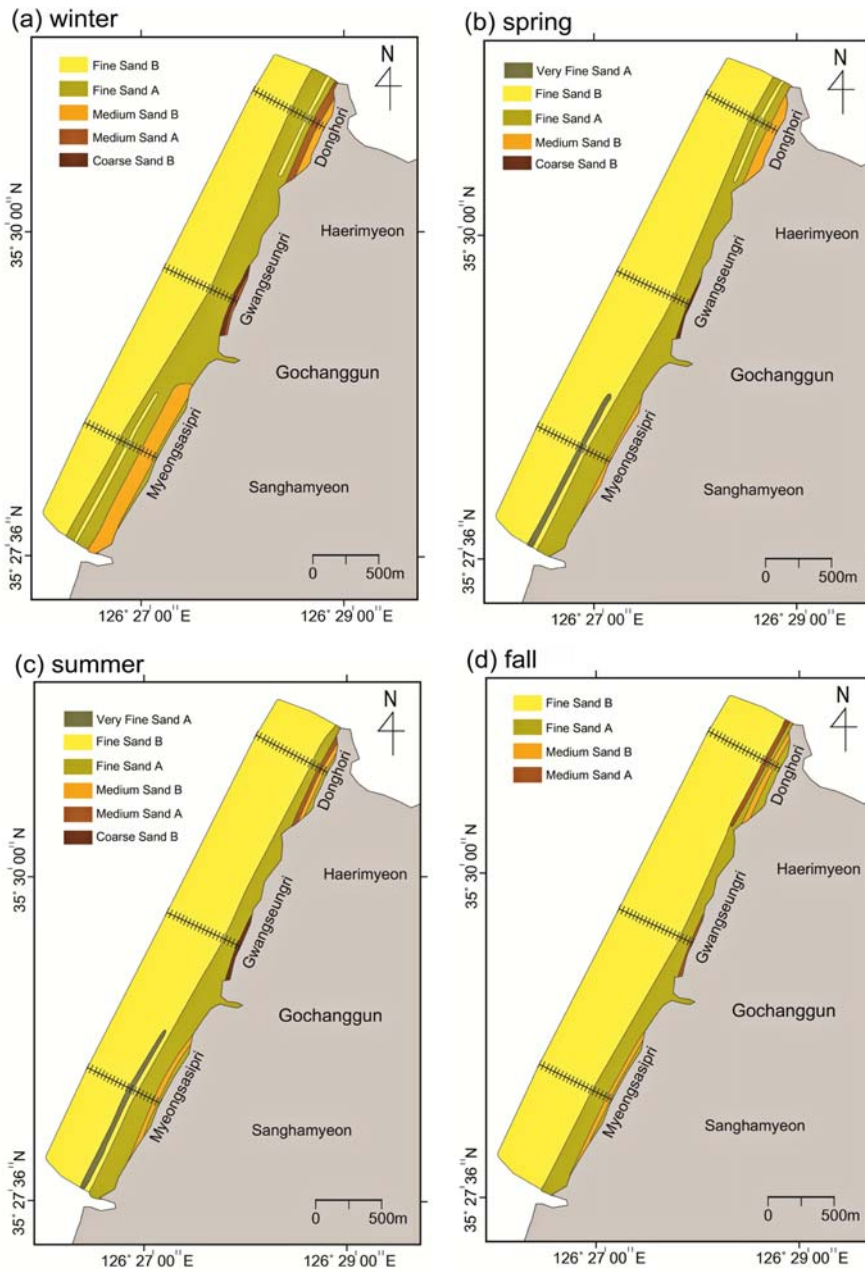 (a) winter
Fine Sand B
Fine Sand A
Medium Sand B
Medium Sand A
Coarse Sand B
N
Donghori
Haerimyeon
Gwangseungri
Gochanggun
Myeongsasipri
Sanghamyeon
35° 30' 00'' N
35° 27' 36'' N
0 500m
126° 27' 00'' E
126° 29' 00'' E
(b) spring
Very Fine Sand A
Fine Sand B
Fine Sand A
Medium Sand B
Coarse Sand B
N
Donghori
Haerimyeon
Gwangseungri
Gochanggun
Myeongsasipri
Sanghamyeon
35° 30' 00'' N
35° 27' 36'' N
0 500m
126° 27' 00'' E
126° 29' 00'' E
(c) summer
Very Fine Sand A
Fine Sand B
Fine Sand A
Medium Sand B
Medium Sand A
Coarse Sand B
N
Donghori
Haerimyeon
Gwangseungri
Gochanggun
Myeongsasipri
Sanghamyeon
35° 30' 00'' N
35° 27' 36'' N
0 500m
126° 27' 00'' E
126° 29' 00'' E
(d) fall
Fine Sand B
Fine Sand A
Medium Sand B
Medium Sand A
N
Donghori
Haerimyeon
Gwangseungri
Gochanggun
Myeongsasipri
Sanghamyeon
35° 30' 00'' N
35° 27' 36'' N
0 500m
126° 27' 00'' E
126° 29' 00'' E